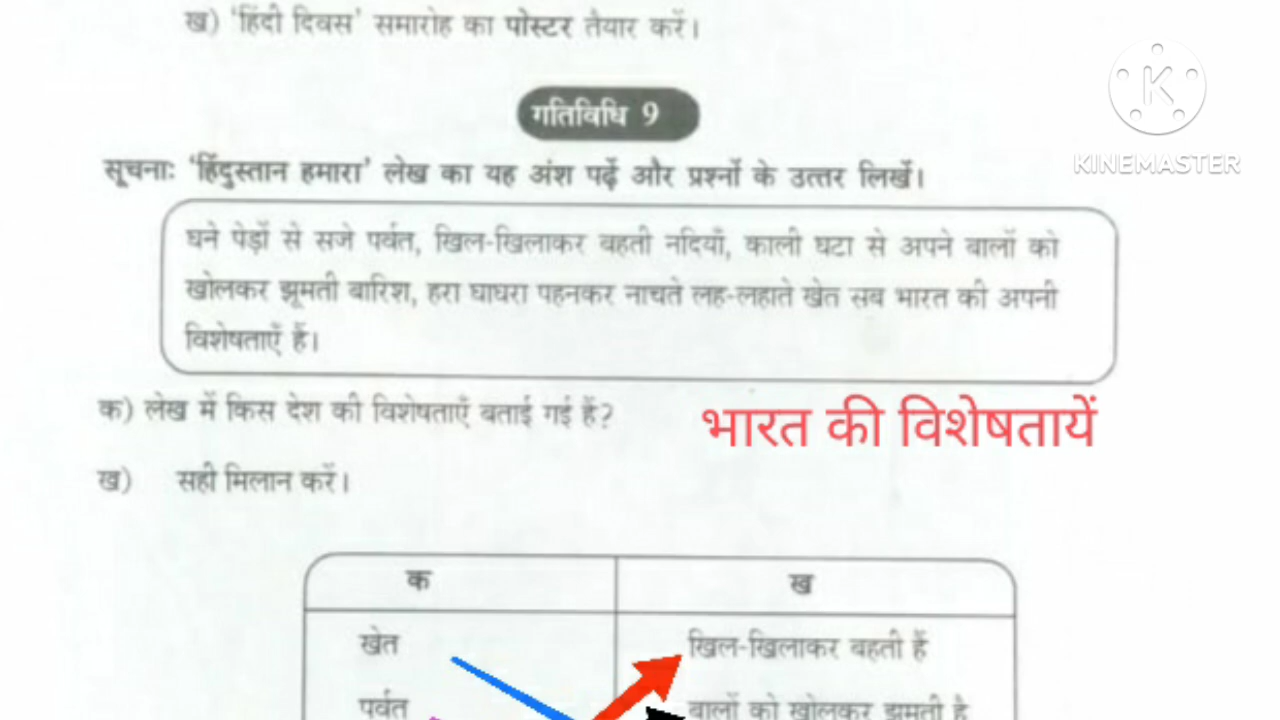 ख) 'हिंदी दिवस' समारोह का पोस्टर तैयार करें।
गतिविधि 9
KINEMASTER
सूचनाः 'हिंदुस्तान हमारा' लेख का यह अंश पढ़ें और प्रश्नों के उत्तर लिखें।
घने पेड़ों से सजे पर्वत, खिल-खिलाकर बहती नदियाँ, काली घटा से अपने बालों को
खोलकर झूमती बारिश, हरा घाघरा पहनकर नाचते लह-लहाते खेत सब भारत की अपनी
विशेषताएँ हैं।
क) लेख में किस देश की विशेषताएँ बताई गई हैं?
भारत की विशेषतायें
ख) सही मिलान करें।
क ख
खेत खिल-खिलाकर बहती हैं
पर्वत बालों को खोलकर झूमती है